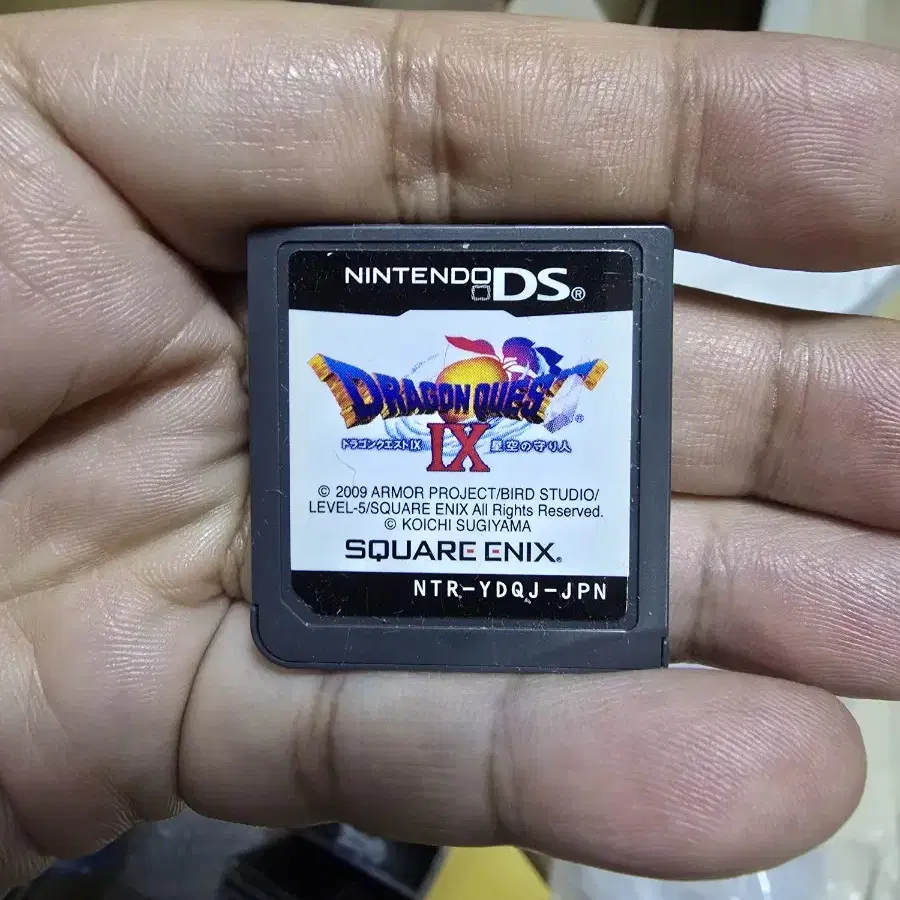 NINTENDO DS®
DRAGON QUEST®
ドラゴンクエストIX 星空の守り人
IX
© 2009 ARMOR PROJECT/BIRD STUDIO/
LEVEL-5/SQUARE ENIX All Rights Reserved.
© KOICHI SUGIYAMA
SQUARE ENIX®
NTR-YDQJ-JPN